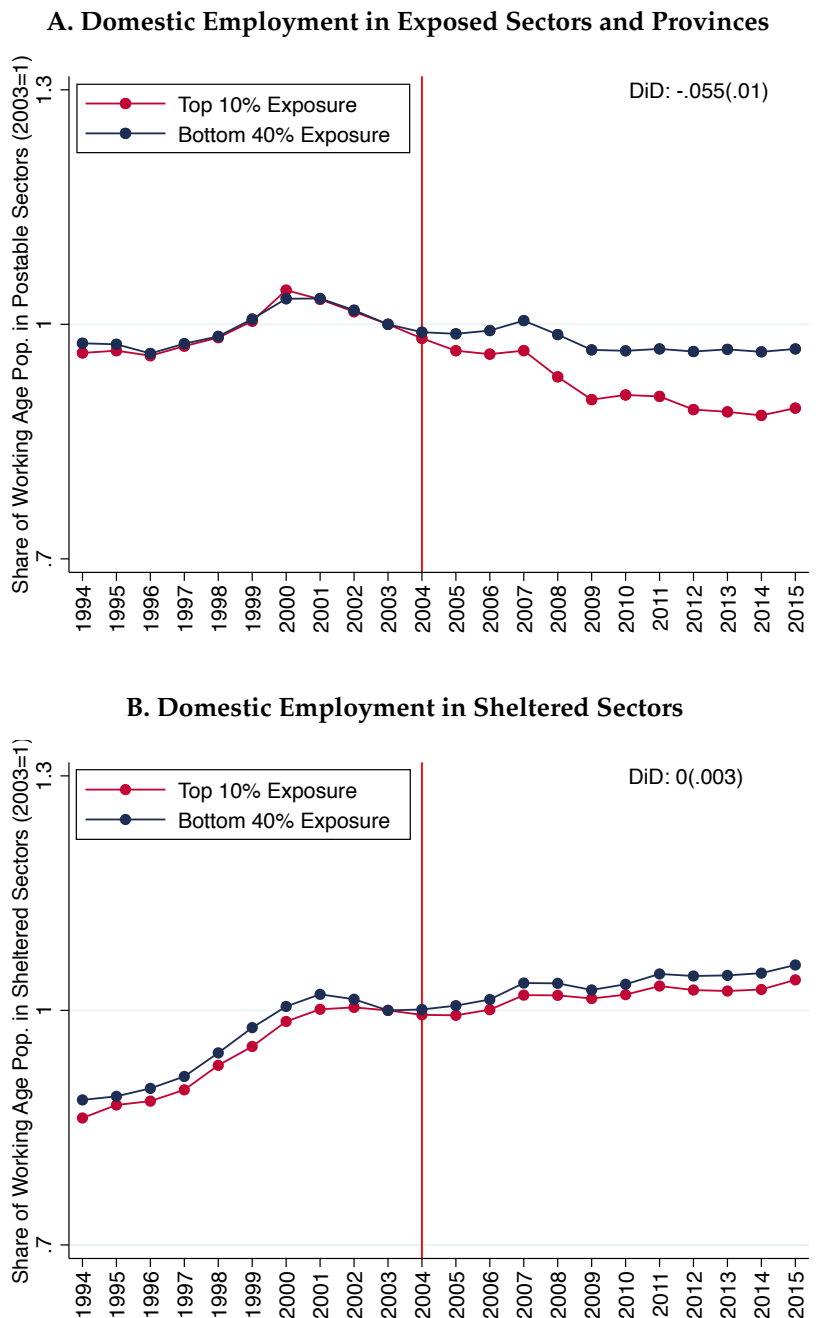 A. Domestic Employment in Exposed Sectors and Provinces
Share of Working Age Pop. in Postable Sectors (2003=1)
1.3
1
.7
Top 10% Exposure
Bottom 40% Exposure
DiD: -.055(.01)
1994 1995 1996 1997 1998 1999 2000 2001 2002 2003 2004 2005 2006 2007 2008 2009 2010 2011 2012 2013 2014 2015
B. Domestic Employment in Sheltered Sectors
Share of Working Age Pop. in Sheltered Sectors (2003=1)
1.3
1
.7
Top 10% Exposure
Bottom 40% Exposure
DiD: 0(.003)
1994 1995 1996 1997 1998 1999 2000 2001 2002 2003 2004 2005 2006 2007 2008 2009 2010 2011 2012 2013 2014 2015